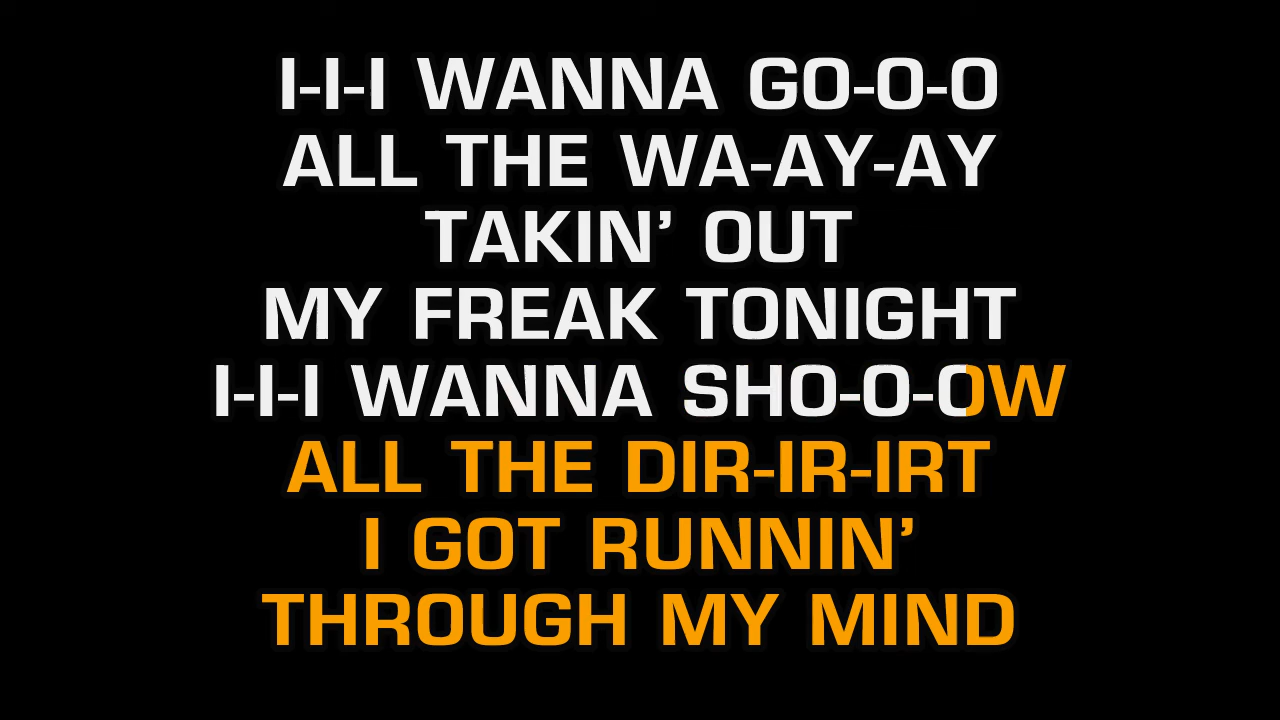 I-I-I WANNA GO-O-O
ALL THE WA-AY-AY
TAKIN’ OUT
MY FREAK TONIGHT
I-I-I WANNA SHO-O-OW
ALL THE DIR-IR-IRT
I GOT RUNNIN’
THROUGH MY MIND